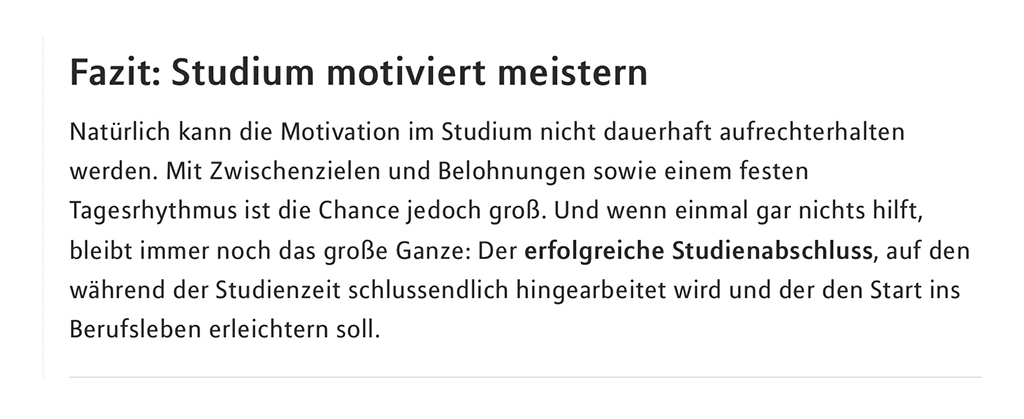 Fazit: Studium motiviert meistern
Natürlich kann die Motivation im Studium nicht dauerhaft aufrechterhalten
werden. Mit Zwischenzielen und Belohnungen sowie einem festen
Tagesrhythmus ist die Chance jedoch groß. Und wenn einmal gar nichts hilft,
bleibt immer noch das große Ganze: Der erfolgreiche Studienabschluss, auf den
während der Studienzeit schlussendlich hingearbeitet wird und der den Start ins
Berufsleben erleichtern soll.